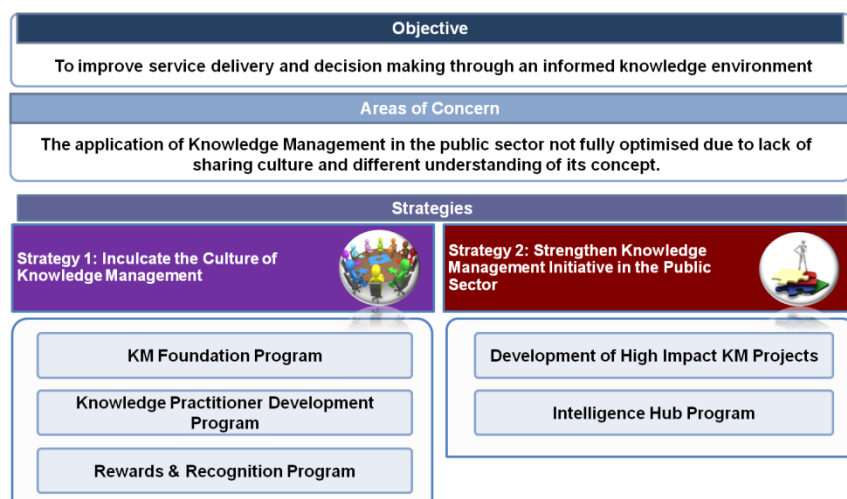 Objective
To improve service delivery and decision making through an informed knowledge environment
Areas of Concern
The application of Knowledge Management in the public sector not fully optimised due to lack of
sharing culture and different understanding of its concept.
Strategies
Strategy 1: Inculcate the Culture of
Knowledge Management
Strategy 2: Strengthen Knowledge
Management Initiative in the Public
Sector
KM Foundation Program
Knowledge Practitioner Development
Program
Rewards & Recognition Program
Development of High Impact KM Projects
Intelligence Hub Program